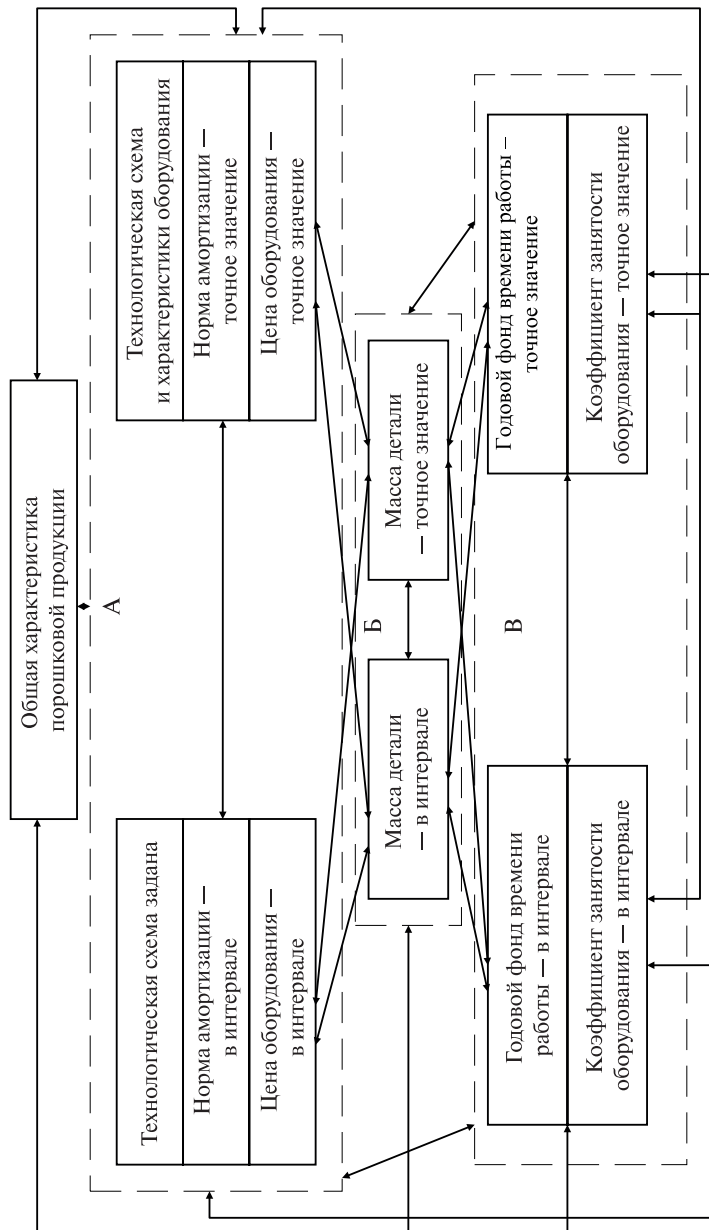 Общая характеристика
порошковой продукции
А
Технологическая схема задана
Норма амортизации —
в интервале
Цена оборудования —
в интервале
Технологическая схема
и характеристики оборудования
Норма амортизации —
точное значение
Цена оборудования —
точное значение
Б
Масса детали
— в интервале
Масса детали
— точное значение
В
Годовой фонд времени
работы — в интервале
Коэффициент занятости
оборудования — в интервале
Годовой фонд времени работы –
точное значение
Коэффициент занятости
оборудования — точное значение